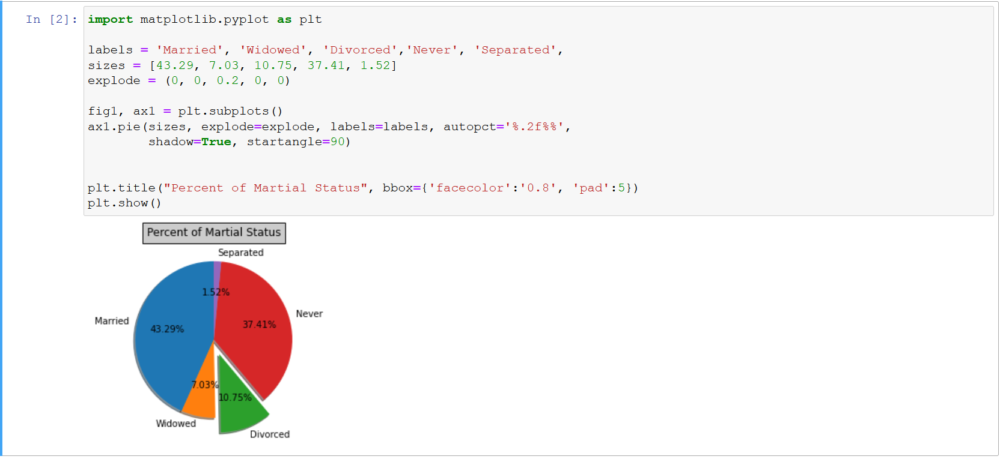 In [2]: import matplotlib.pyplot as plt
labels = 'Married', 'Widowed', 'Divorced','Never', 'Separated',
sizes = [43.29, 7.03, 10.75, 37.41, 1.52]
explode = (0, 0, 0.2, 0, 0)
fig1, ax1 = plt.subplots()
ax1.pie(sizes, explode=explode, labels=labels, autopct='%.2f%%',
shadow=True, startangle=90)
plt.title("Percent of Martial Status", bbox={'facecolor':'0.8', 'pad':5})
plt.show()
Percent of Martial Status
Separated
1.52%
Never
Married
37.41%
43.29%
7.03%
10.75%
Widowed
Divorced